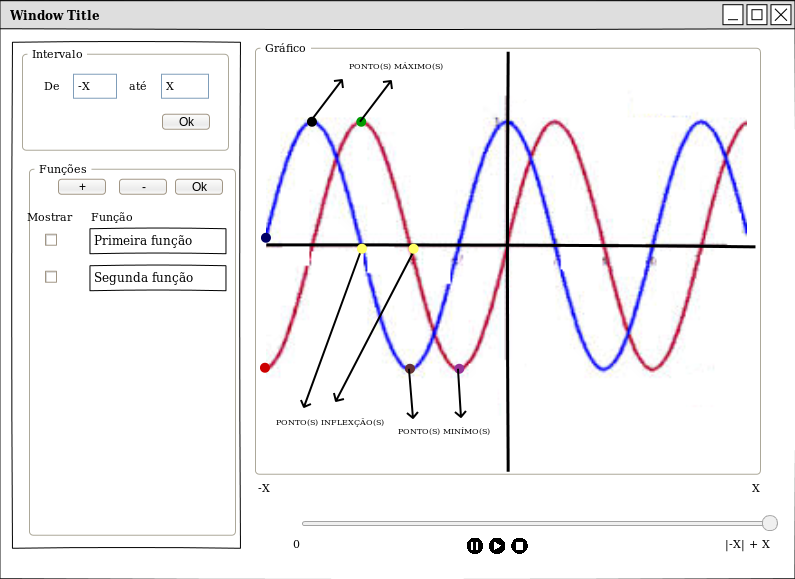 Window Title
Intervalo
De -X até X
Ok
Funções
+ - Ok
Mostrar Função
Primeira função
Segunda função
Gráfico
PONTO(S) MÁXIMO(S)
1
PONTO(S) INFLEXÇÃO(S)
PONTO(S) MINÍMO(S)
-X X
0 |-X| + X